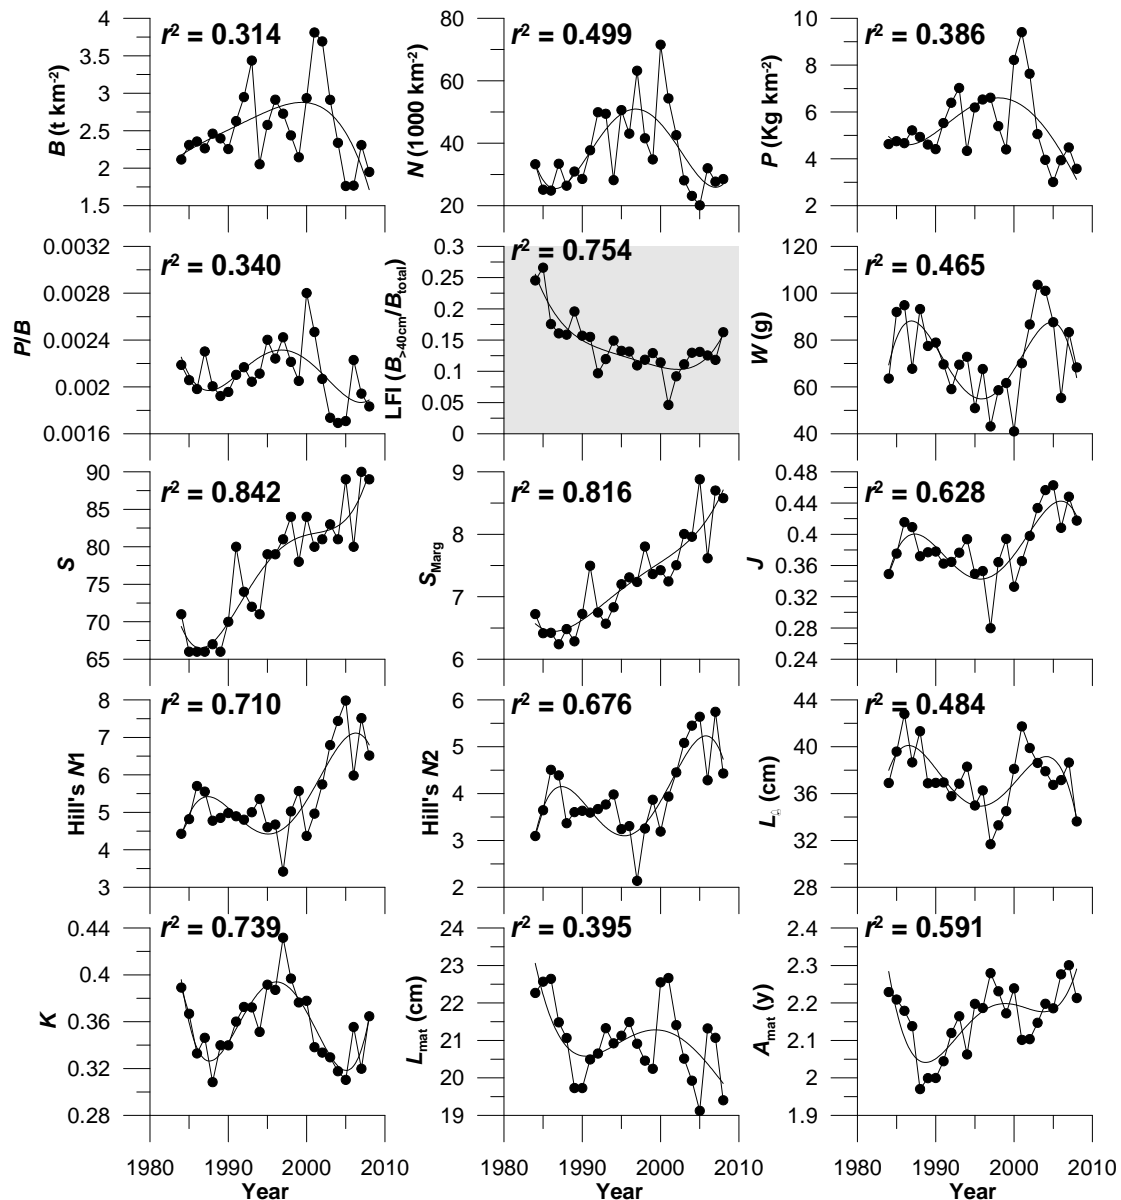 B (t km-2)
r² = 0.314
4
3.5
3
2.5
2
1.5
N (1000 km-2)
r² = 0.499
80
60
40
20
P (Kg km-2)
r² = 0.386
10
8
6
4
2
P/B
r² = 0.340
0.0032
0.0028
0.0024
0.002
0.0016
LFI (B>40cm/Btotal)
r² = 0.754
0.3
0.25
0.2
0.15
0.1
0.05
0
W (g)
r² = 0.465
120
100
80
60
40
S
r² = 0.842
90
85
80
75
70
65
SMarg
r² = 0.816
9
8
7
6
J
r² = 0.628
0.48
0.44
0.4
0.36
0.32
0.28
0.24
Hill's N1
r² = 0.710
8
7
6
5
4
3
Hill's N2
r² = 0.676
6
5
4
3
2
L (cm)
r² = 0.484
44
40
36
32
28
K
r² = 0.739
0.44
0.4
0.36
0.32
0.28
1980 1990 2000 2010
Year
Lmat (cm)
r² = 0.395
24
23
22
21
20
19
1980 1990 2000 2010
Year
Amat (y)
r² = 0.591
2.4
2.3
2.2
2.1
2
1.9
1980 1990 2000 2010
Year